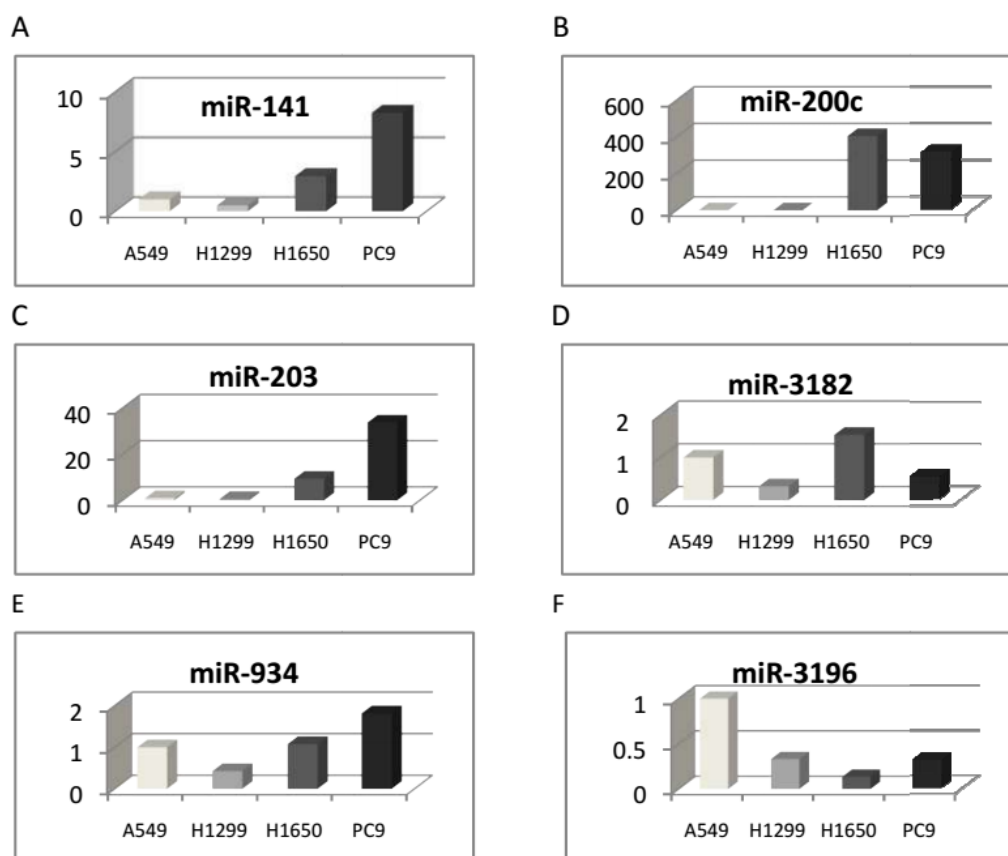 A
miR-141
10
5
0
A549 H1299 H1650 PC9
B
miR-200c
600
400
200
0
A549 H1299 H1650 PC9
C
miR-203
40
20
0
A549 H1299 H1650 PC9
D
miR-3182
2
1
0
A549 H1299 H1650 PC9
E
miR-934
2
1
0
A549 H1299 H1650 PC9
F
miR-3196
1
0.5
0
A549 H1299 H1650 PC9